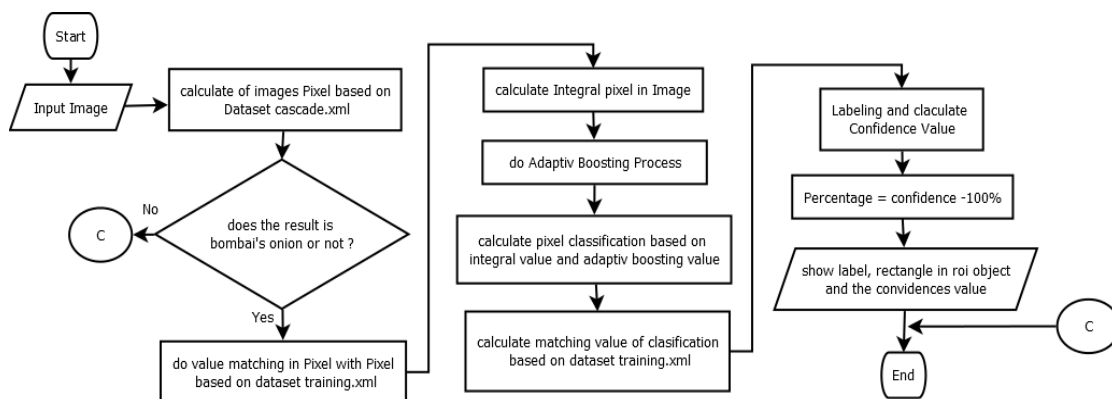 Start
Input Image
calculate of images Pixel based on
Dataset cascade.xml
does the result is
bombai's onion or not ?
No
C
Yes
do value matching in Pixel with Pixel
based on dataset training.xml
calculate Integral pixel in Image
do Adaptiv Boosting Process
calculate pixel classification based on
integral value and adaptiv boosting value
calculate matching value of clasification
based on dataset training.xml
Labeling and claculate
Confidence Value
Percentage = confidence -100%
show label, rectangle in roi object
and the convidences value
C
End